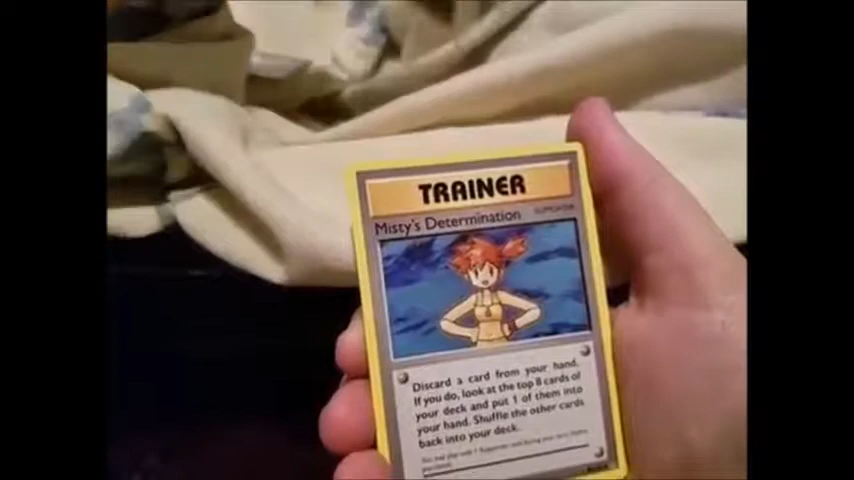 TRAINER
Misty's Determination
SUPPORTER
Discard a card from your hand.
If you do, look at the top 8 cards of
your deck and put 1 of them into
your hand. Shuffle the other cards
back into your deck.